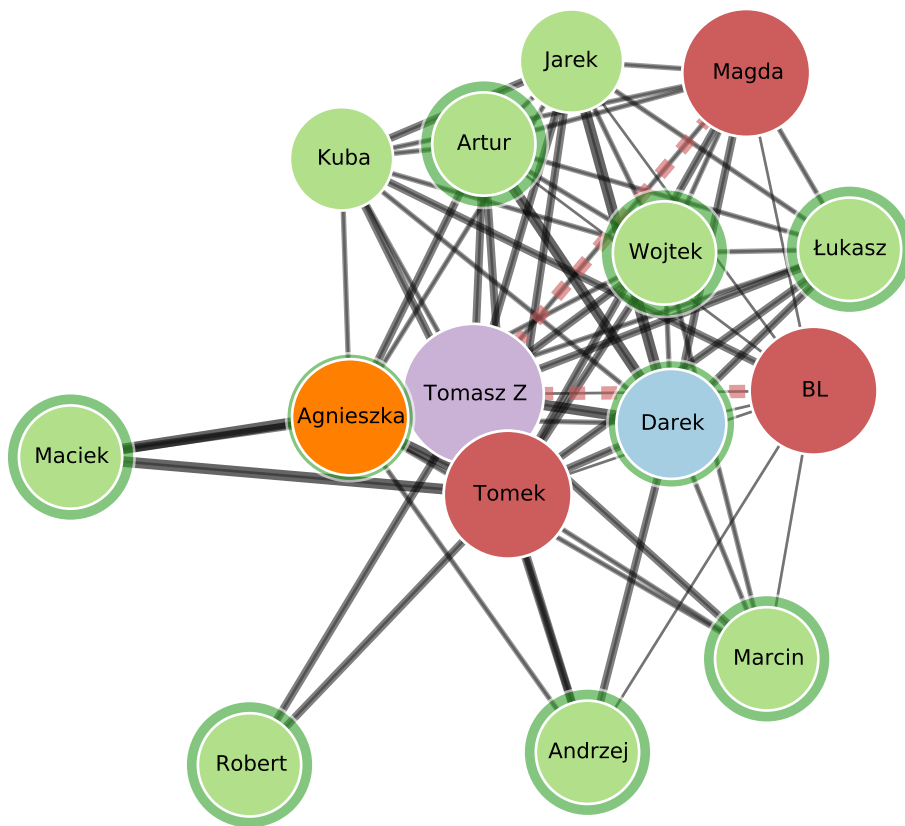 Jarek
Magda
Artur
Kuba
Wojtek
Łukasz
Tomasz Z
BL
Agnieszka
Darek
Maciek
Tomek
Marcin
Andrzej
Robert